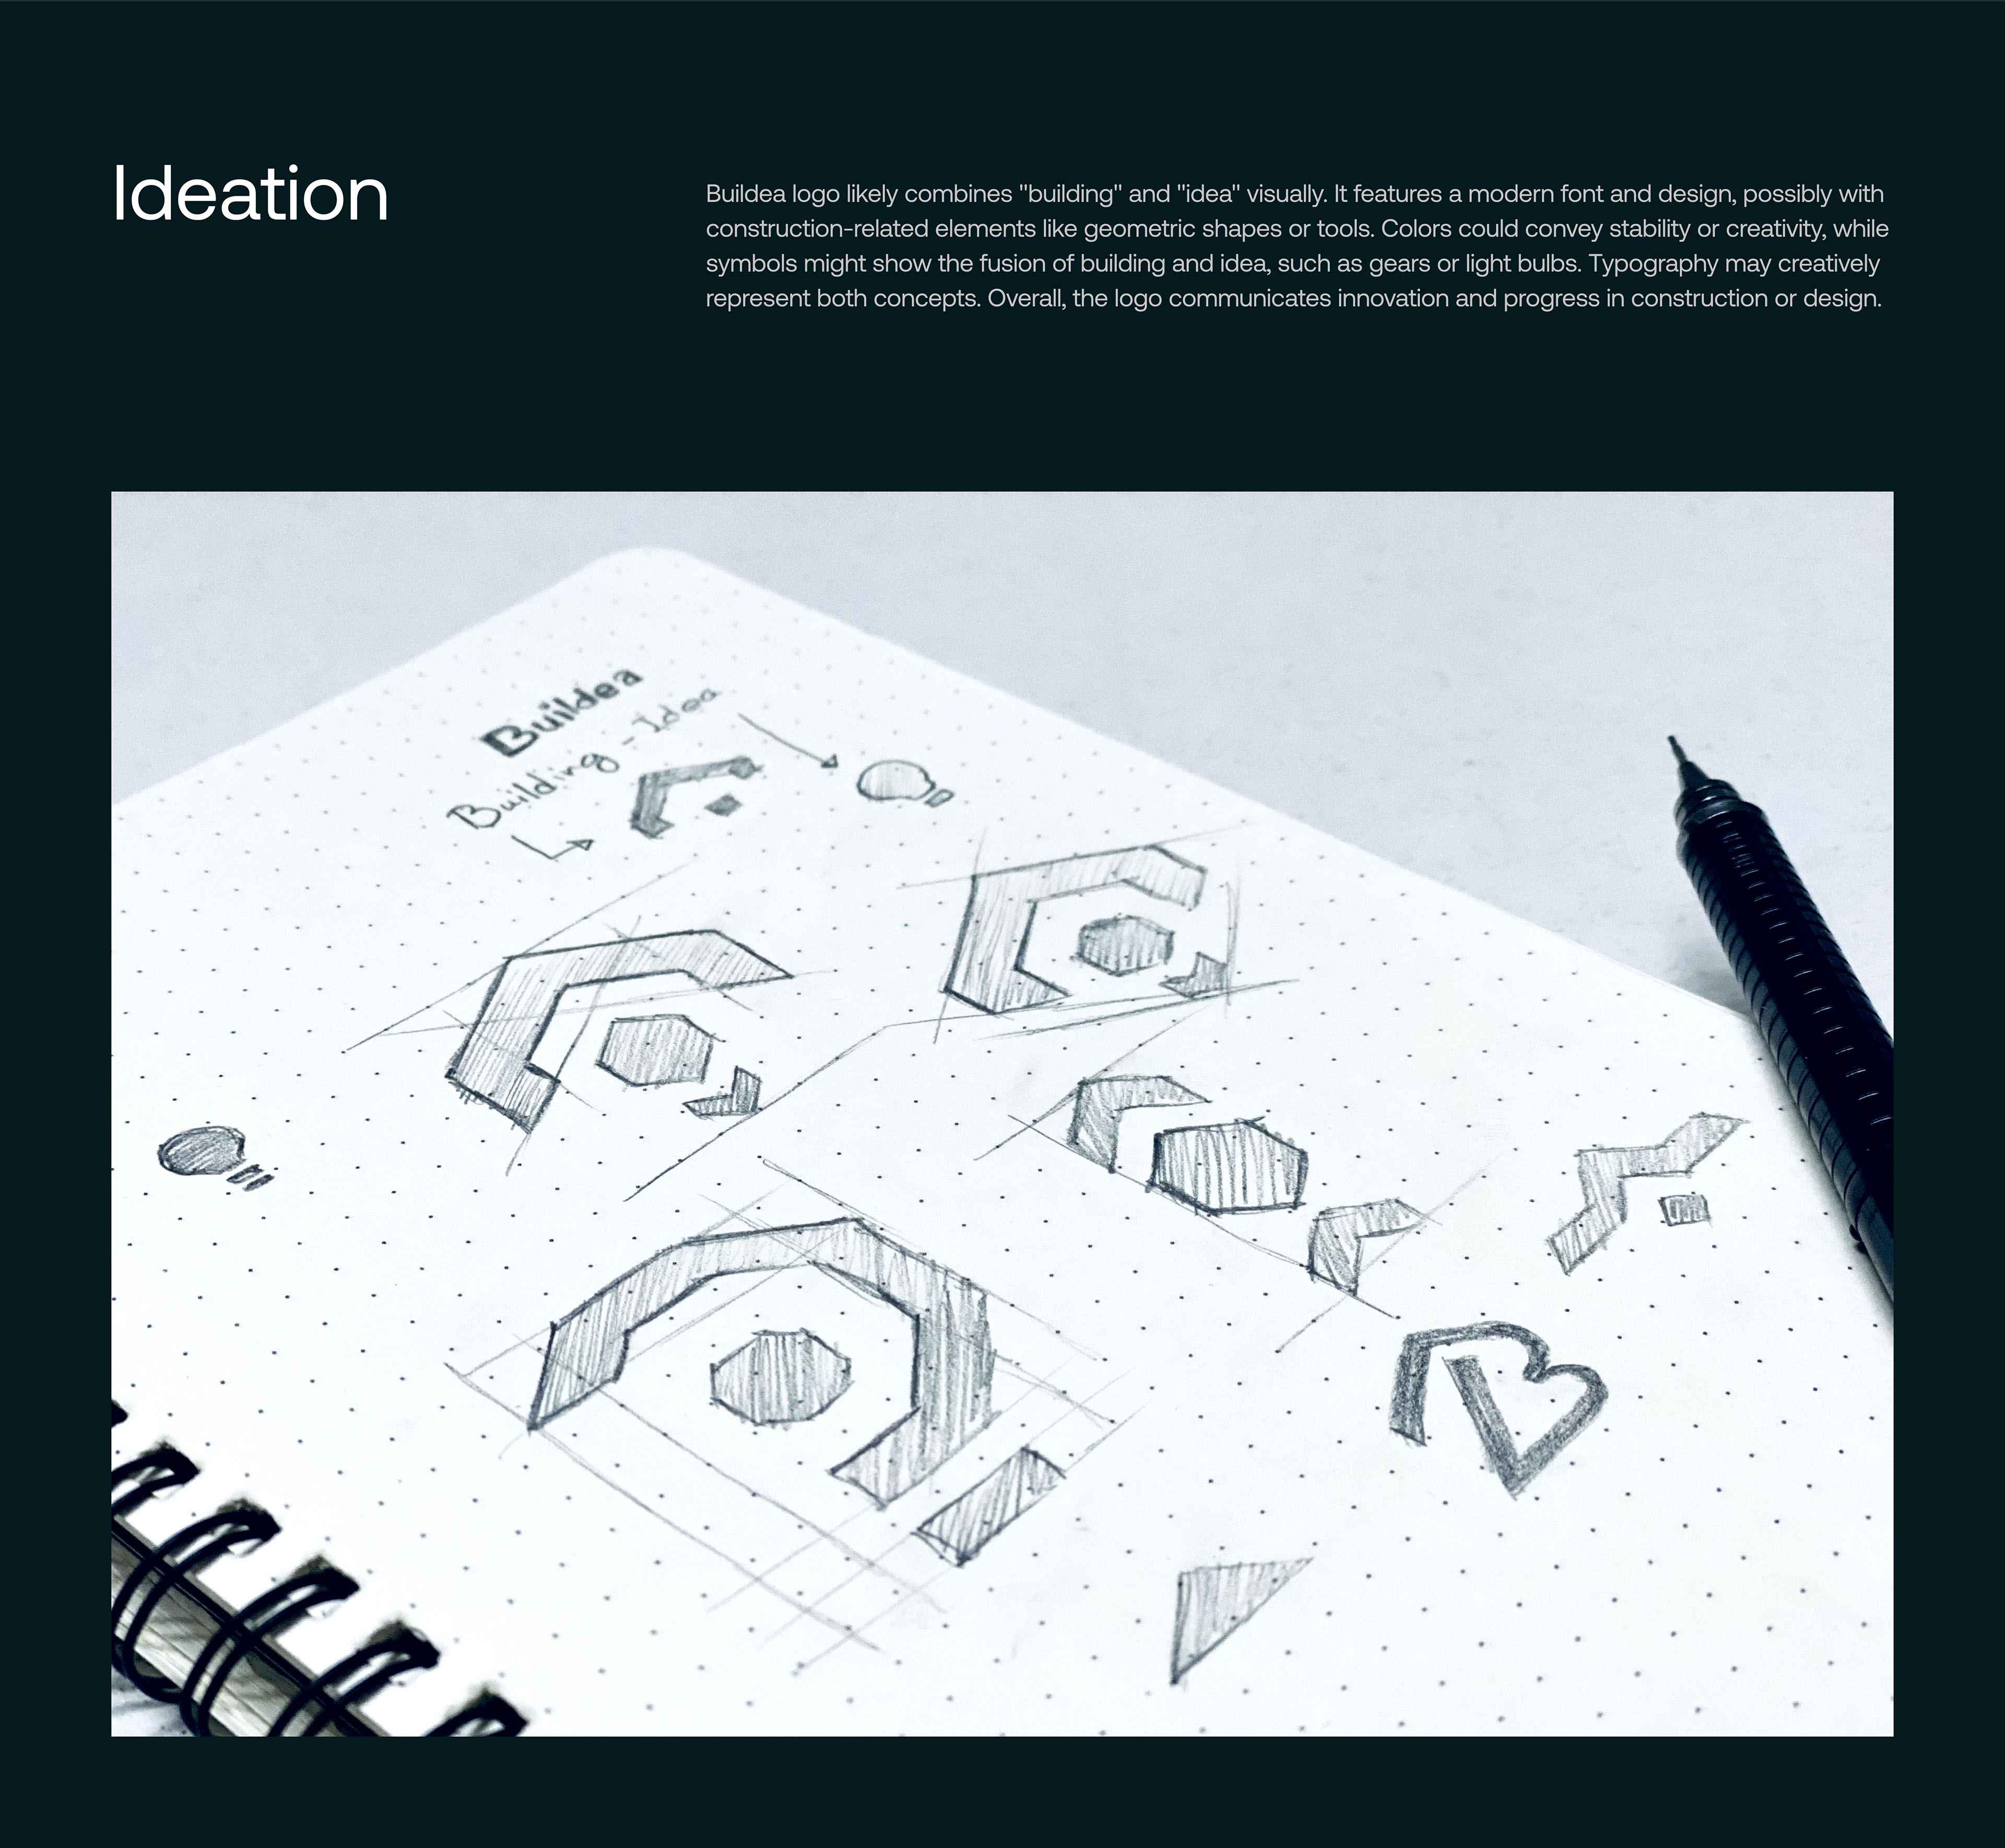 Ideation
Buildea logo likely combines "building" and "idea" visually. It features a modern font and design, possibly with
construction-related elements like geometric shapes or tools. Colors could convey stability or creativity, while
symbols might show the fusion of building and idea, such as gears or light bulbs. Typography may creatively
represent both concepts. Overall, the logo communicates innovation and progress in construction or design.
Buildea
Building - Idea
B